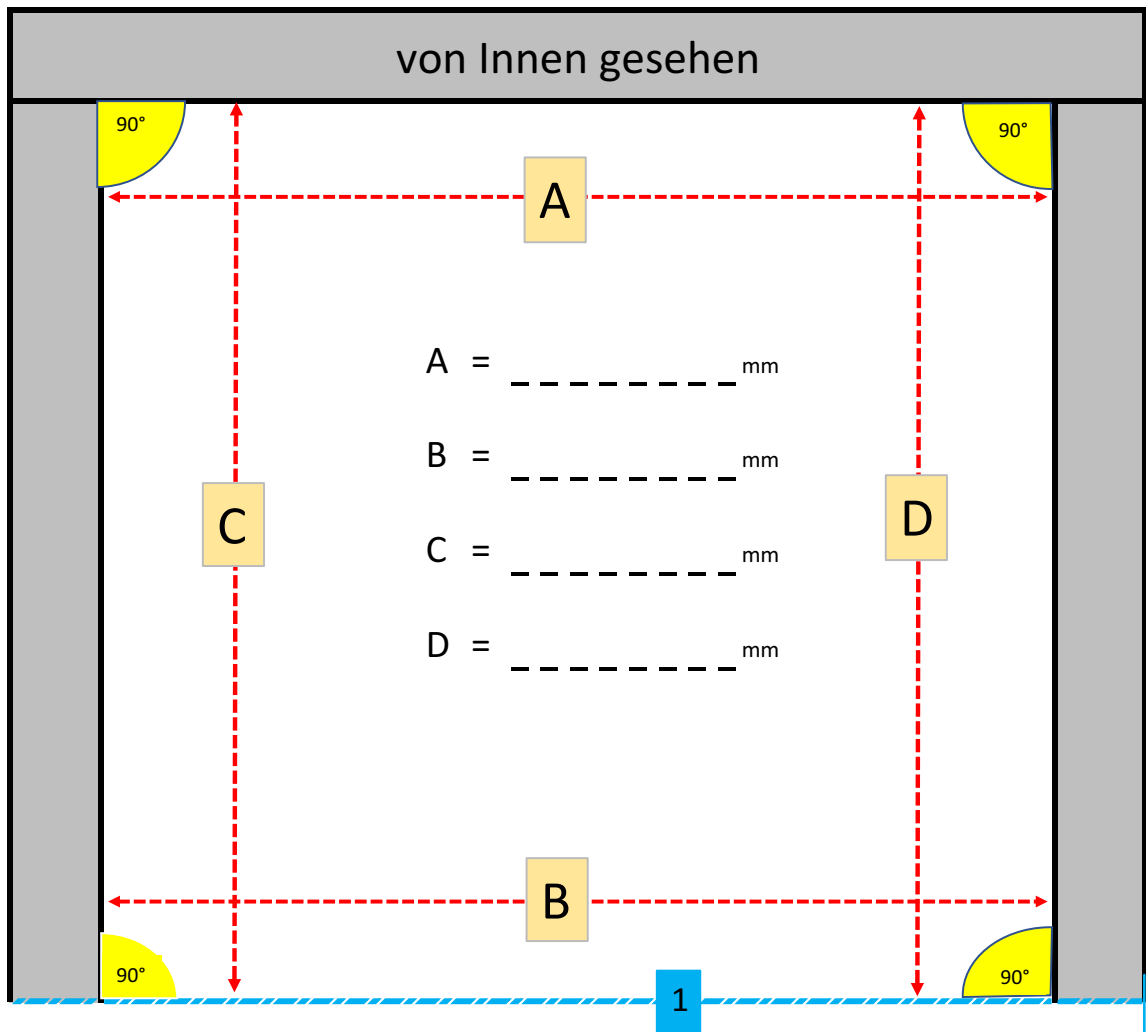 von Innen gesehen
90° 90°
A
A = _ _ _ _ _ _ _ _ mm
B = _ _ _ _ _ _ _ _ mm
C D
C = _ _ _ _ _ _ _ _ mm
D = _ _ _ _ _ _ _ _ mm
B
90° 90°
1